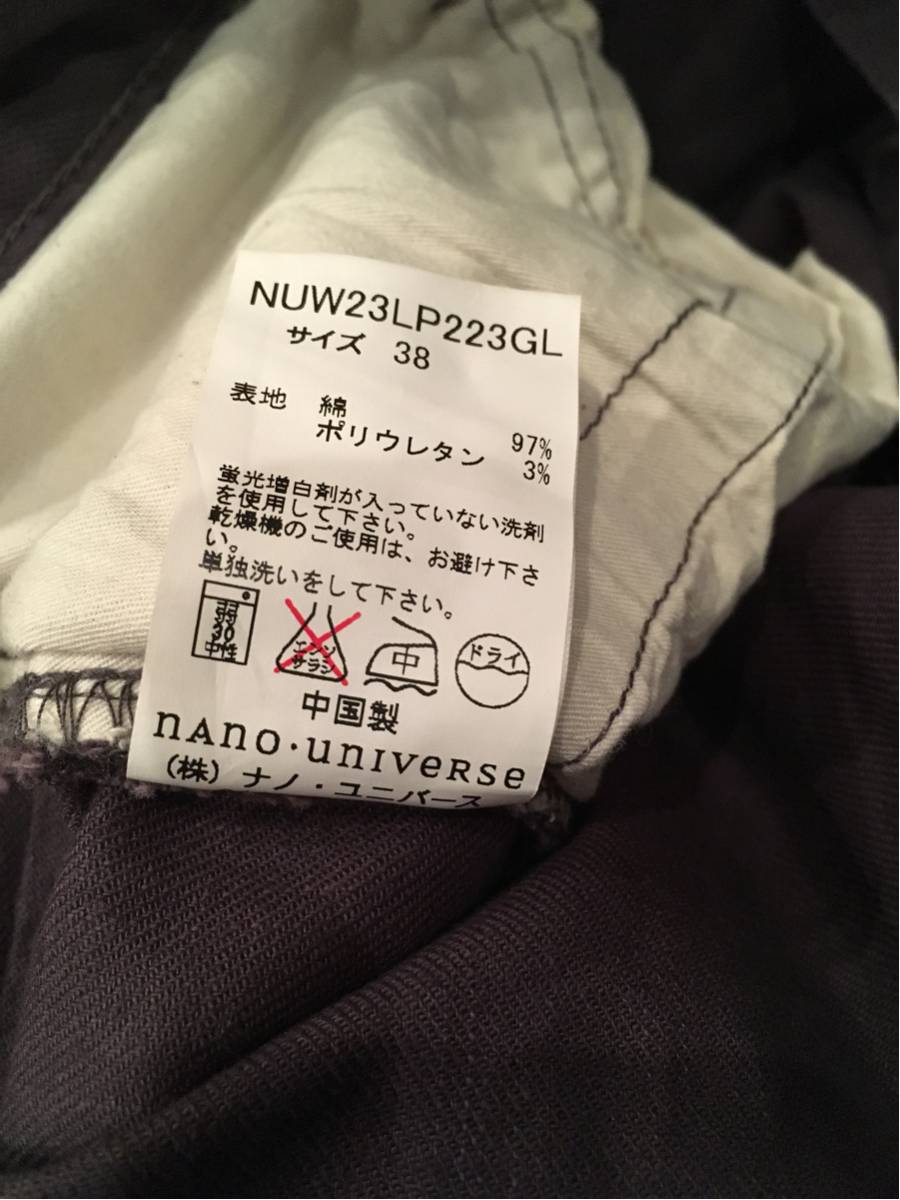 NUW23LP223GL
サイズ 38
表地 綿 97%
ポリウレタン 3%
蛍光増白剤が入っていない洗剤
を使用して下さい。
乾燥機のご使用は、お避け下さ
い。
単独洗いをして下さい。
弱
30
中性
エンソ
サラシ
中
ドライ
中国製
nano・universe
(株) ナノ・ユニバース